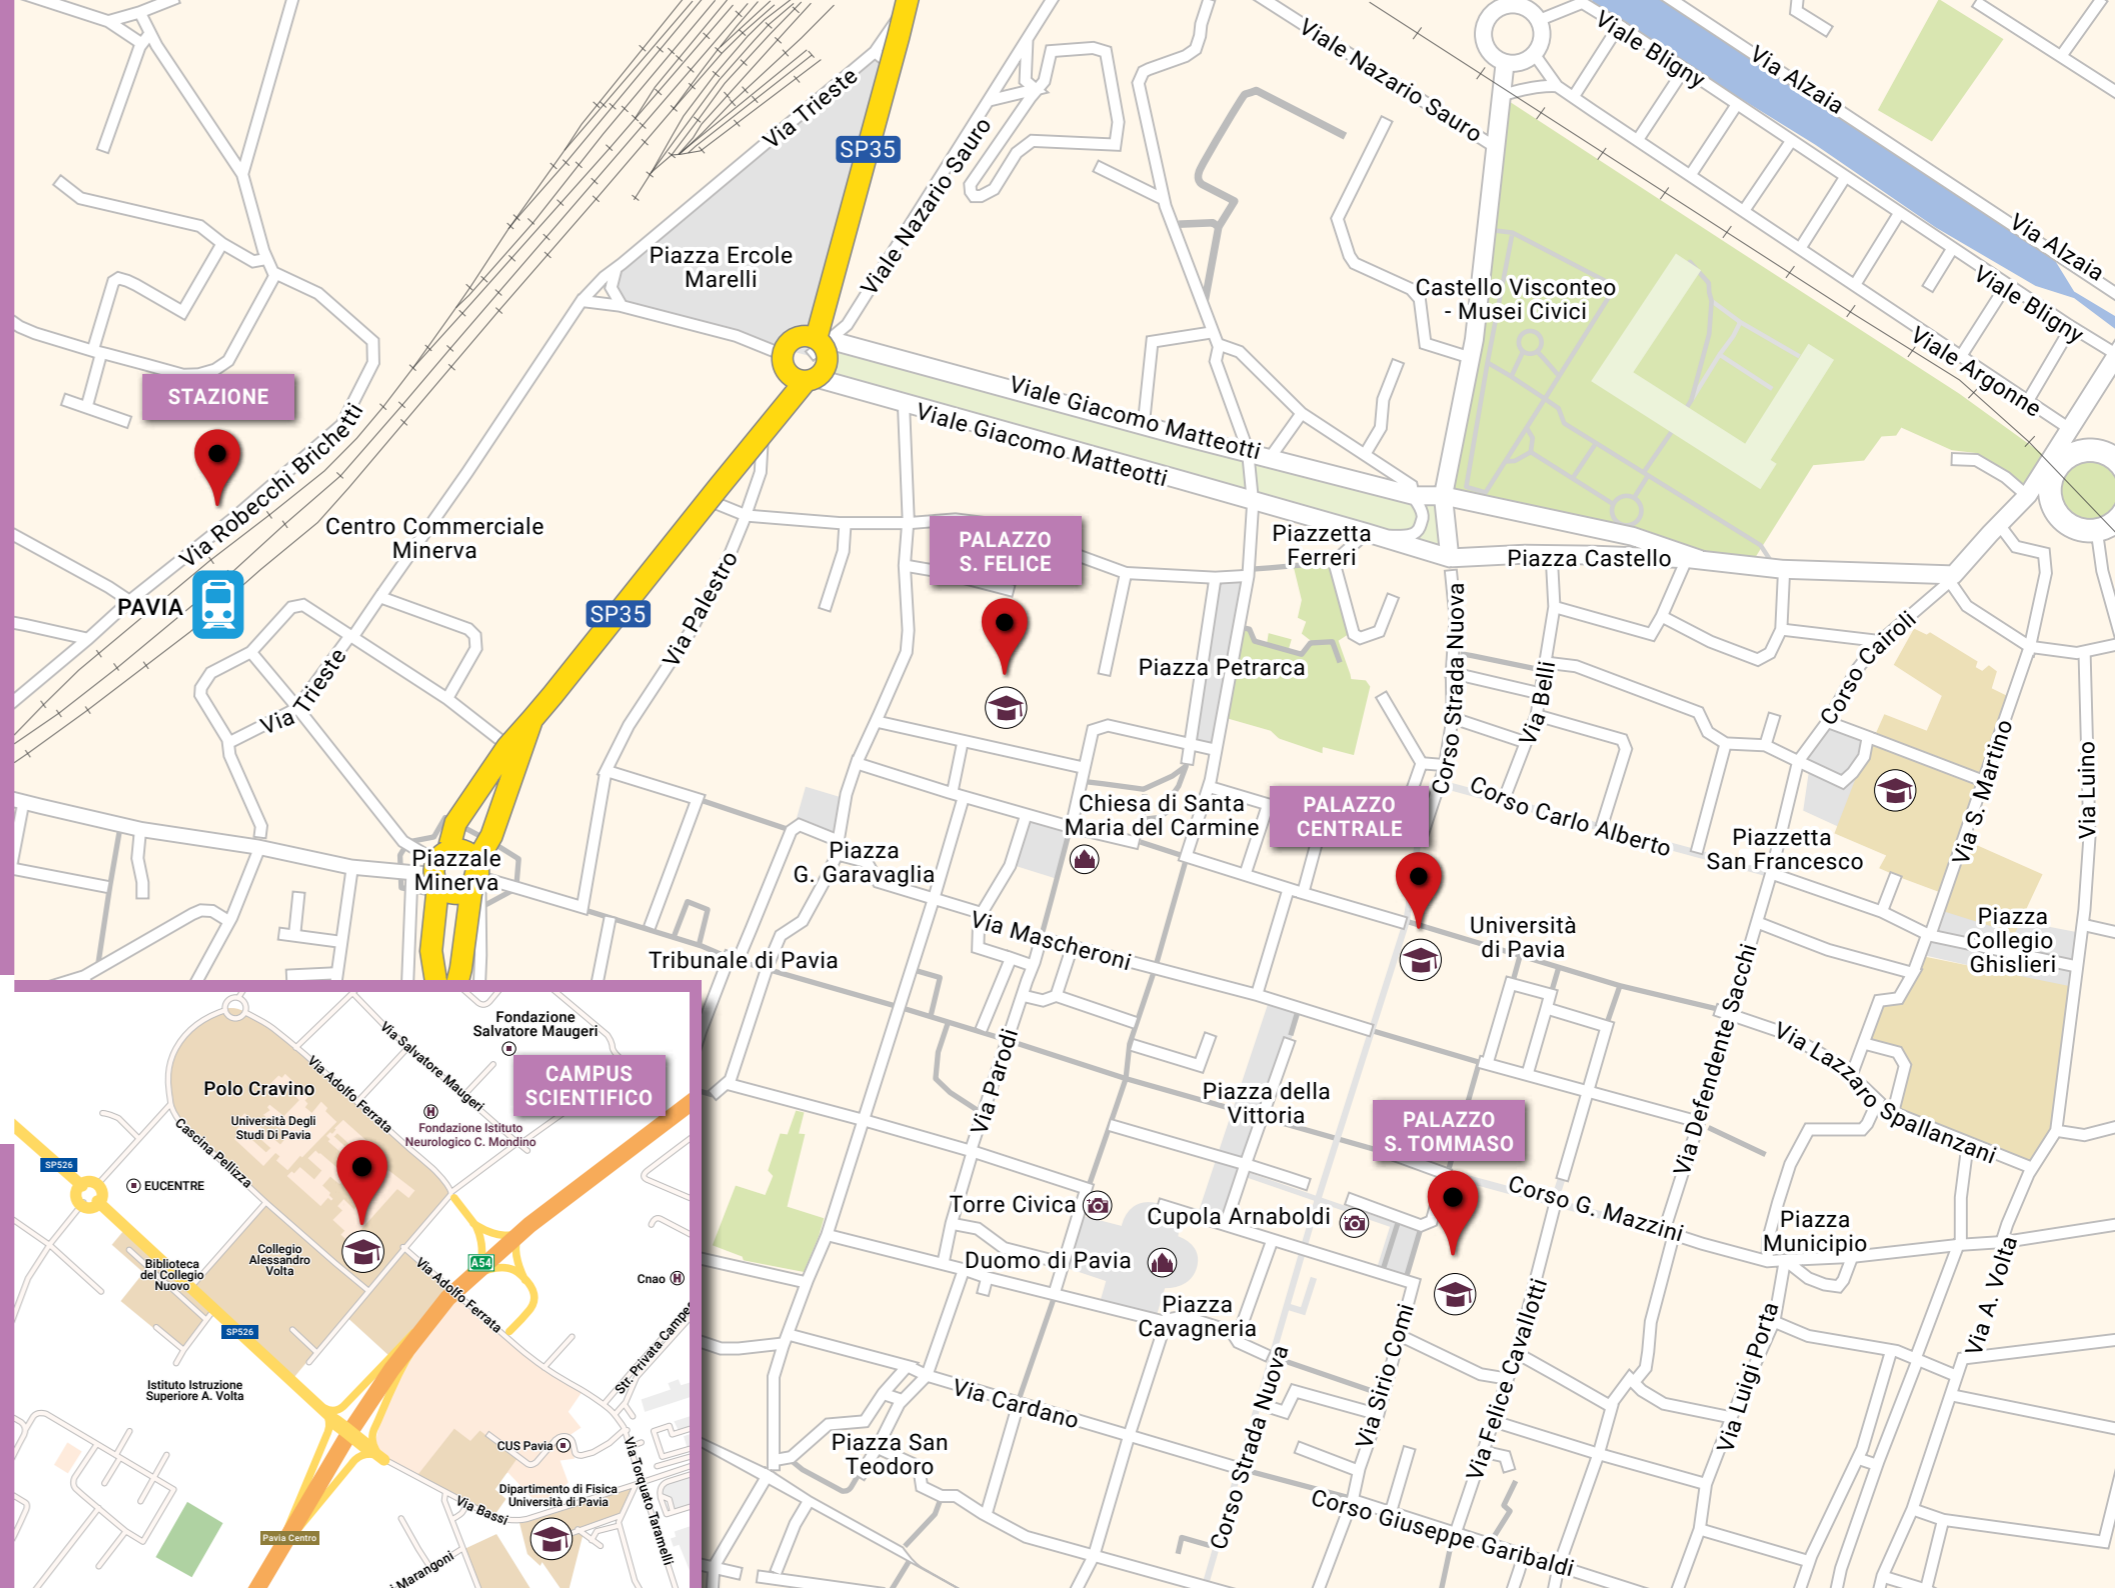 Viale Bligny
Via Alzaia
Viale Nazario Sauro
Via Trieste
SP35
Viale Nazario Sauro
Via Alzaia
Piazza Ercole
Marelli
Castello Visconteo
- Musei Civici
Viale Bligny
Viale Argonne
STAZIONE
Viale Giacomo Matteotti
Viale Giacomo Matteotti
Via Robecchi Brichetti
Centro Commerciale
Minerva
PALAZZO
S. FELICE
Piazzetta
Ferreri
Piazza Castello
PAVIA
SP35
Via Palestro
Corso Strada Nuova
Via Belli
Corso Cairoli
Piazza Petrarca
Via Trieste
Via S. Martino
Via Luino
Chiesa di Santa
Maria del Carmine
PALAZZO
CENTRALE
Corso Carlo Alberto
Piazzetta
San Francesco
Piazzale
Minerva
Piazza
G. Garavaglia
Via Mascheroni
Università
di Pavia
Piazza
Collegio
Ghislieri
Tribunale di Pavia
Via Defendente Sacchi
Via Lazzaro Spallanzani
Via Parodi
Piazza della
Vittoria
PALAZZO
S. TOMMASO
Corso G. Mazzini
Torre Civica
Cupola Arnaboldi
Piazza
Municipio
Duomo di Pavia
Piazza
Cavagneria
Via A. Volta
Via Sirio Comi
Via Felice Cavallotti
Via Luigi Porta
Corso Strada Nuova
Via Cardano
Piazza San
Teodoro
Corso Giuseppe Garibaldi
Fondazione
Salvatore Maugeri
Via Salvatore Maugeri
CAMPUS
SCIENTIFICO
Via Adolfo Ferrata
Polo Cravino
Università Degli
Studi Di Pavia
Fondazione Istituto
Neurologico C. Mondino
Cascina Pellizza
SP526
EUCENTRE
Collegio
Alessandro
Volta
Biblioteca
del Collegio
Nuovo
A54
Via Adolfo Ferrata
Cnao
SP526
Str. Privata Campe
Istituto Istruzione
Superiore A. Volta
CUS Pavia
Via Torquato Taramelli
Dipartimento di Fisica
Università di Pavia
Via Bassi
Pavia Centro
i Marangoni